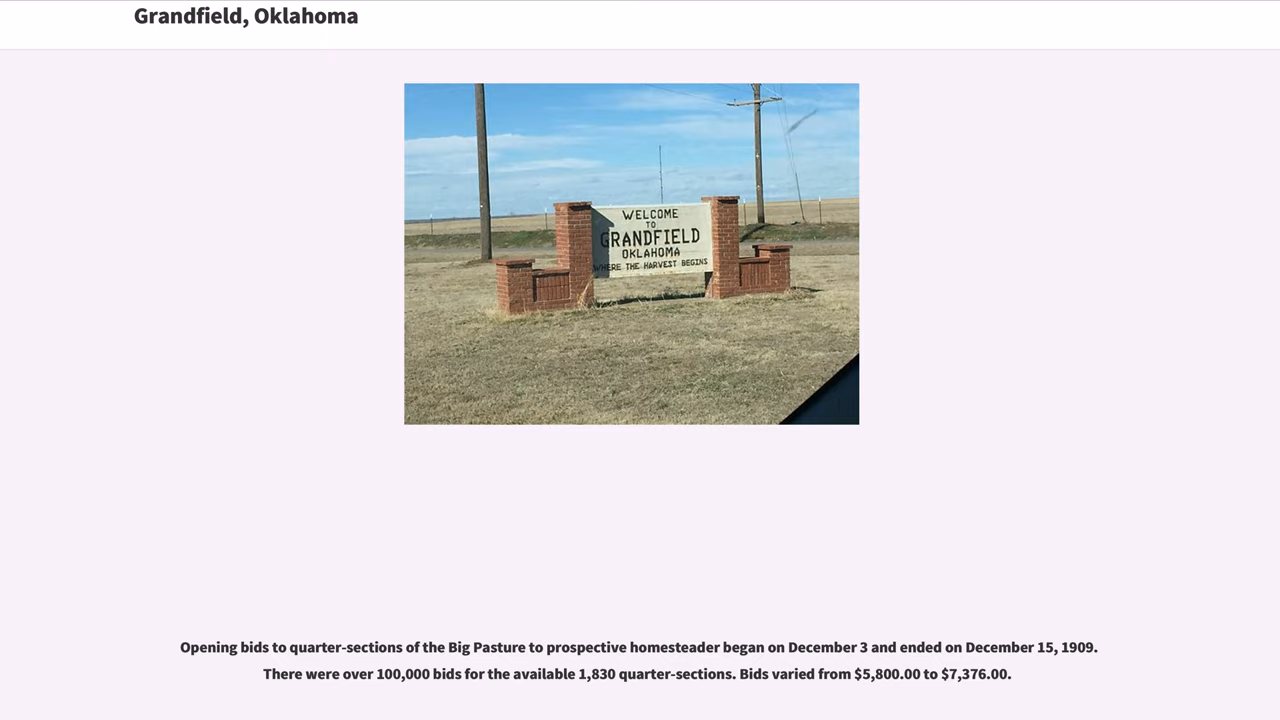 Grandfield, Oklahoma
WELCOME
TO
GRANDFIELD
OKLAHOMA
WHERE THE HARVEST BEGINS
Opening bids to quarter-sections of the Big Pasture to prospective homesteader began on December 3 and ended on December 15, 1909.
There were over 100,000 bids for the available 1,830 quarter-sections. Bids varied from $5,800.00 to $7,376.00.